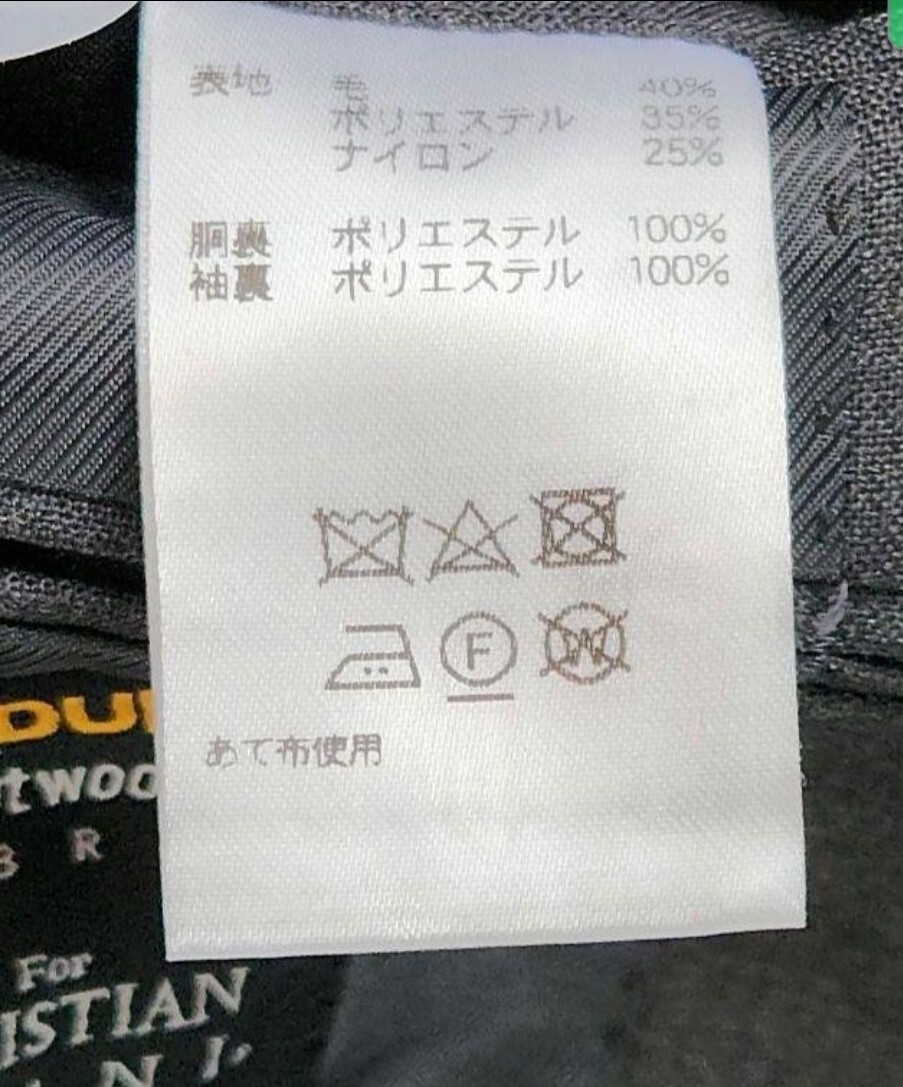 表地 毛 40%
ポリエステル 35%
ナイロン 25%
胴裏 ポリエステル 100%
袖裏 ポリエステル 100%
F
W
あて布使用
DU
twoo
R
For
ISTIAN
N I.